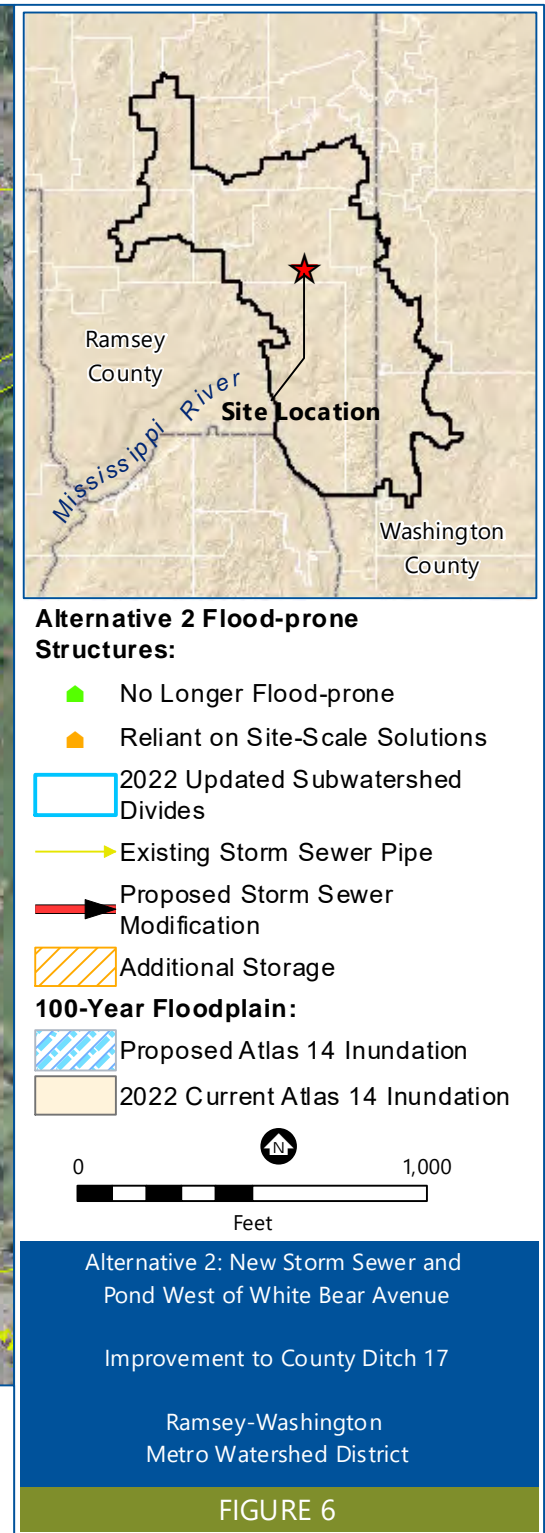 Ramsey
County
Mississippi River
Site Location
Washington
County
Alternative 2 Flood-prone
Structures:
No Longer Flood-prone
Reliant on Site-Scale Solutions
2022 Updated Subwatershed
Divides
Existing Storm Sewer Pipe
Proposed Storm Sewer
Modification
Additional Storage
100-Year Floodplain:
Proposed Atlas 14 Inundation
2022 Current Atlas 14 Inundation
N
0 1,000
Feet
Alternative 2: New Storm Sewer and
Pond West of White Bear Avenue
Improvement to County Ditch 17
Ramsey-Washington
Metro Watershed District
FIGURE 6